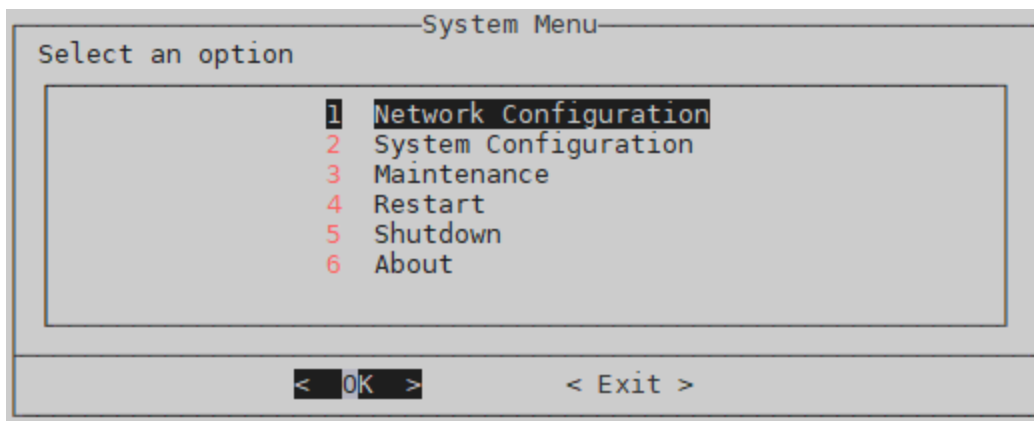 System Menu
Select an option
1 Network Configuration
2 System Configuration
3 Maintenance
4 Restart
5 Shutdown
6 About
< OK > < Exit >